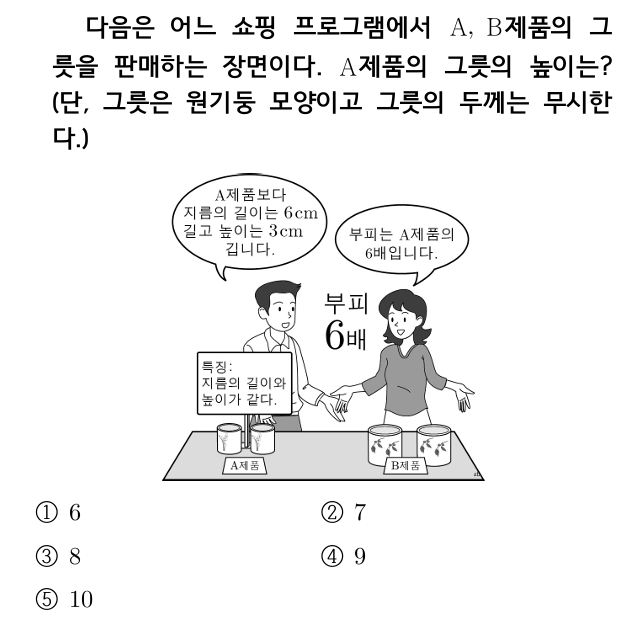 다음은 어느 쇼핑 프로그램에서 A, B제품의 그
릇을 판매하는 장면이다. A제품의 그릇의 높이는?
(단, 그릇은 원기둥 모양이고 그릇의 두께는 무시한
다.)
A제품보다
지름의 길이는 6cm
길고 높이는 3cm
깁니다.
부피는 A제품의
6배입니다.
부피
6배
특징:
지름의 길이와
높이가 같다.
A제품
B제품
① 6
② 7
③ 8
④ 9
⑤ 10